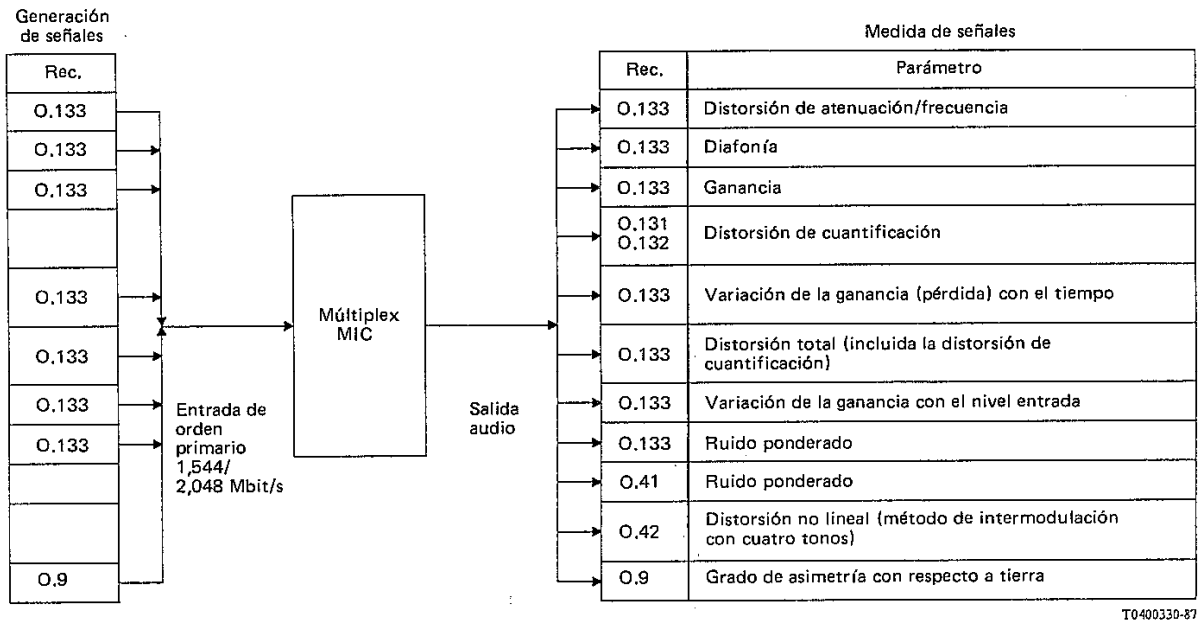 Generación
de señales
Rec.
O.133
O.133
O.133
O.133
O.133
O.133
O.133
O.9
Entrada de
orden
primario
1,544/
2,048 Mbit/s
Múltiplex
MIC
Salida
audio
Medida de señales
Rec. Parámetro
O.133 Distorsión de atenuación/frecuencia
O.133 Diafonía
O.133 Ganancia
O.131
O.132 Distorsión de cuantificación
O.133 Variación de la ganancia (pérdida) con el tiempo
O.133 Distorsión total (incluida la distorsión de
cuantificación)
O.133 Variación de la ganancia con el nivel entrada
O.133 Ruido ponderado
O.41 Ruido ponderado
O.42 Distorsión no lineal (método de intermodulación
con cuatro tonos)
O.9 Grado de asimetría con respecto a tierra
T0400330-87